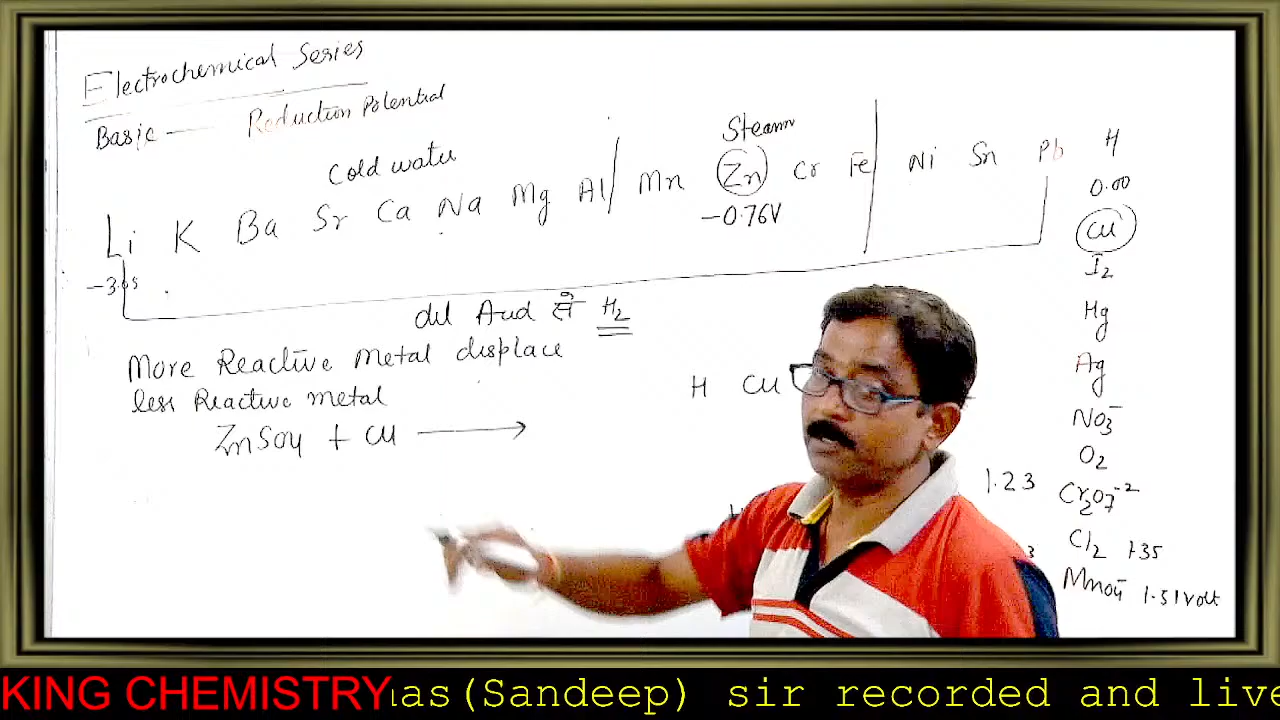 Electrochemical Series
Basic — Reduction Potential
Cold water
Steam
Li K Ba Sr Ca Na Mg Al / Mn Zn Cr Fe | Ni Sn Pb H
-0.76V
0.00
Cu
I2
dil Acid से H2
Hg
More Reactive Metal displace
less Reactive metal
H Cu
Ag
ZnSO4 + Cu ⟶
NO3-
O2
1.23 Cr2O7-2
Cl2 1.35
MnO4- 1.51 volt
KING CHEMISTRY
(Sandeep) sir recorded and live